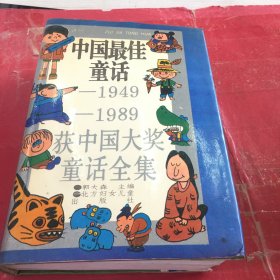 中国最佳
童话
—1949
—1989
获中国大奖
童话全集
●郭大森 主编
●北方妇女儿童
出版社